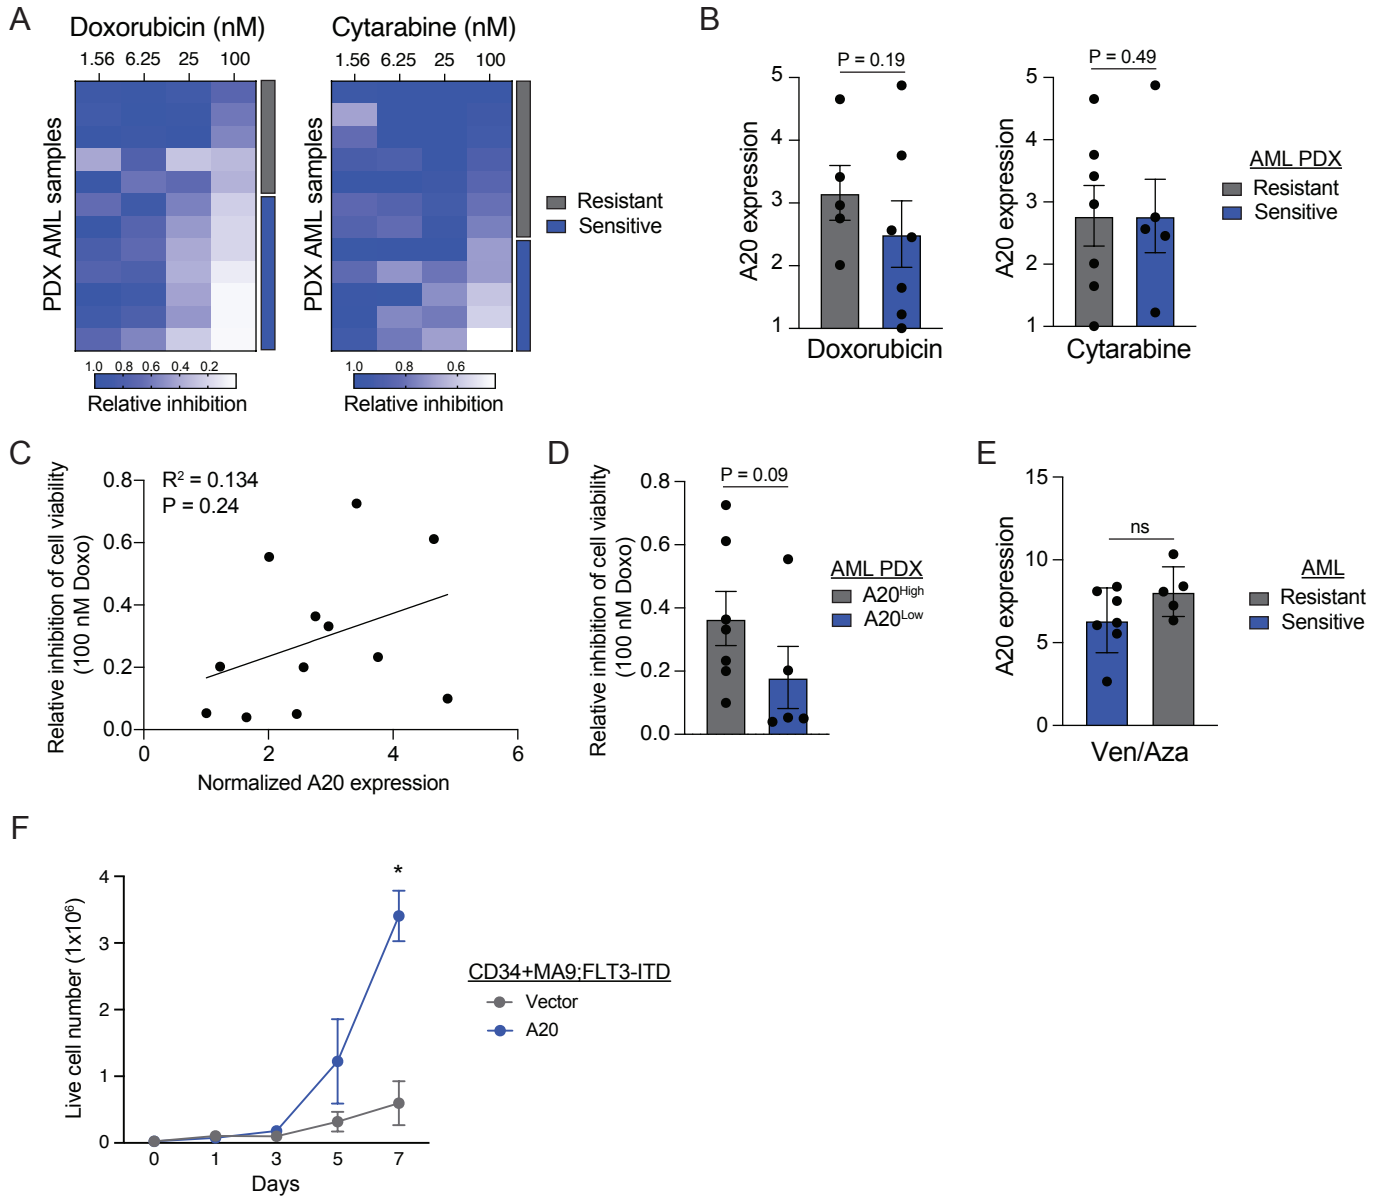 A
Doxorubicin (nM)
1.56 6.25 25 100
PDX AML samples
1.0 0.8 0.6 0.4 0.2
Relative inhibition
Cytarabine (nM)
1.56 6.25 25 100
PDX AML samples
1.0 0.8 0.6
Relative inhibition
Resistant
Sensitive
B
P = 0.19
A20 expression
5
4
3
2
1
Doxorubicin
P = 0.49
A20 expression
5
4
3
2
1
Cytarabine
AML PDX
Resistant
Sensitive
C
Relative inhibition of cell viability
(100 nM Doxo)
R² = 0.134
P = 0.24
0.8
0.6
0.4
0.2
0.0
0 2 4 6
Normalized A20 expression
D
Relative inhibition of cell viability
(100 nM Doxo)
P = 0.09
0.8
0.6
0.4
0.2
0.0
AML PDX
A20High
A20Low
E
A20 expression
15
10
5
0
ns
Ven/Aza
AML
Resistant
Sensitive
F
Live cell number (1x10⁶)
4
3
2
1
0
*
0 1 3 5 7
Days
CD34+MA9;FLT3-ITD
Vector
A20